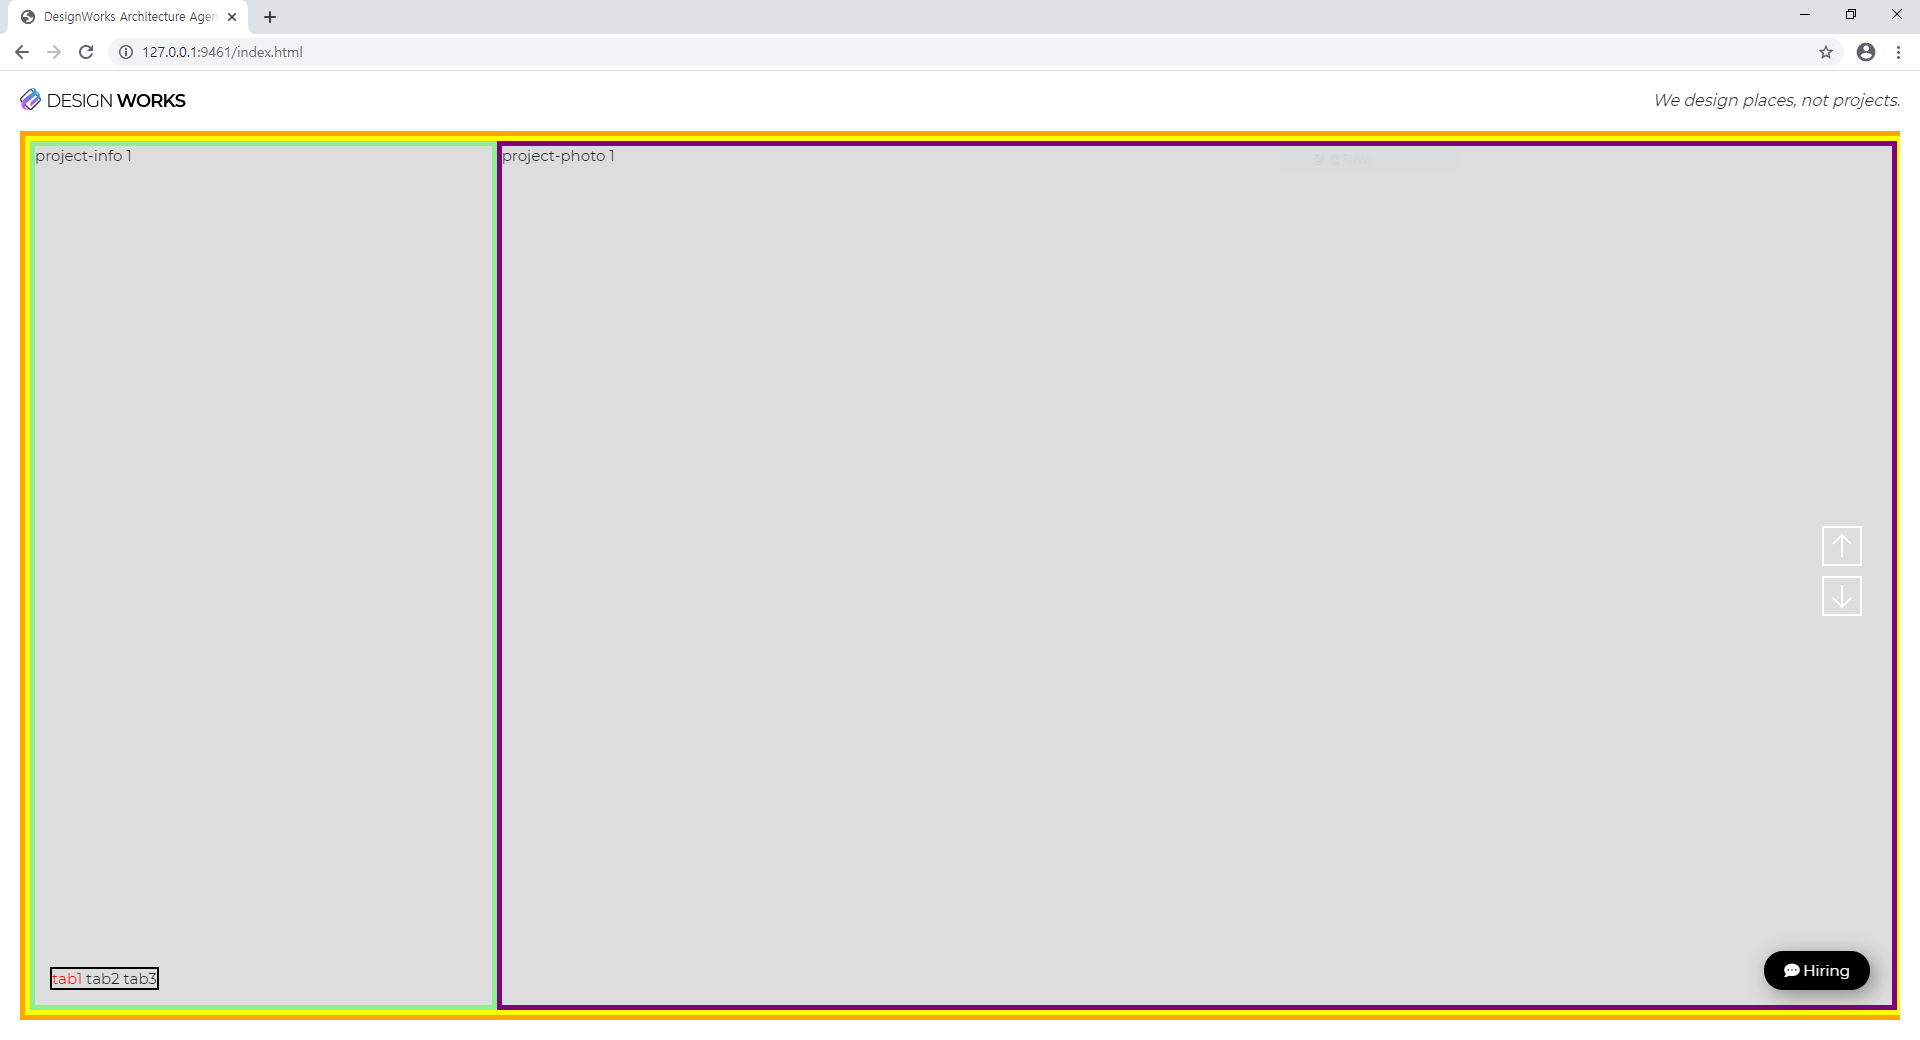 DesignWorks Architecture Agen
127.0.0.1:9461/index.html
DESIGN WORKS
We design places, not projects.
project-info 1
project-photo 1
tab1 tab2 tab3
Hiring